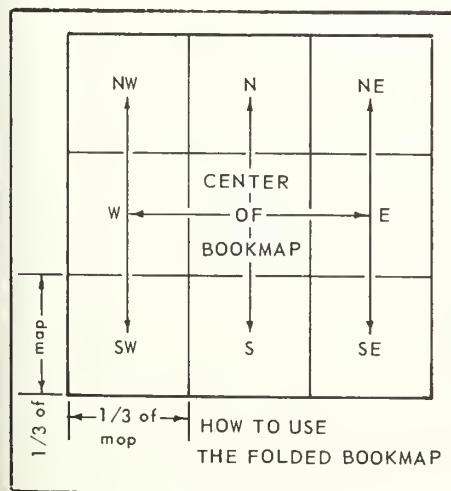 NW N NE
CENTER
W OF E
BOOKMAP
SW S SE
1/3 of map
1/3 of
mop
HOW TO USE
THE FOLDED BOOKMAP